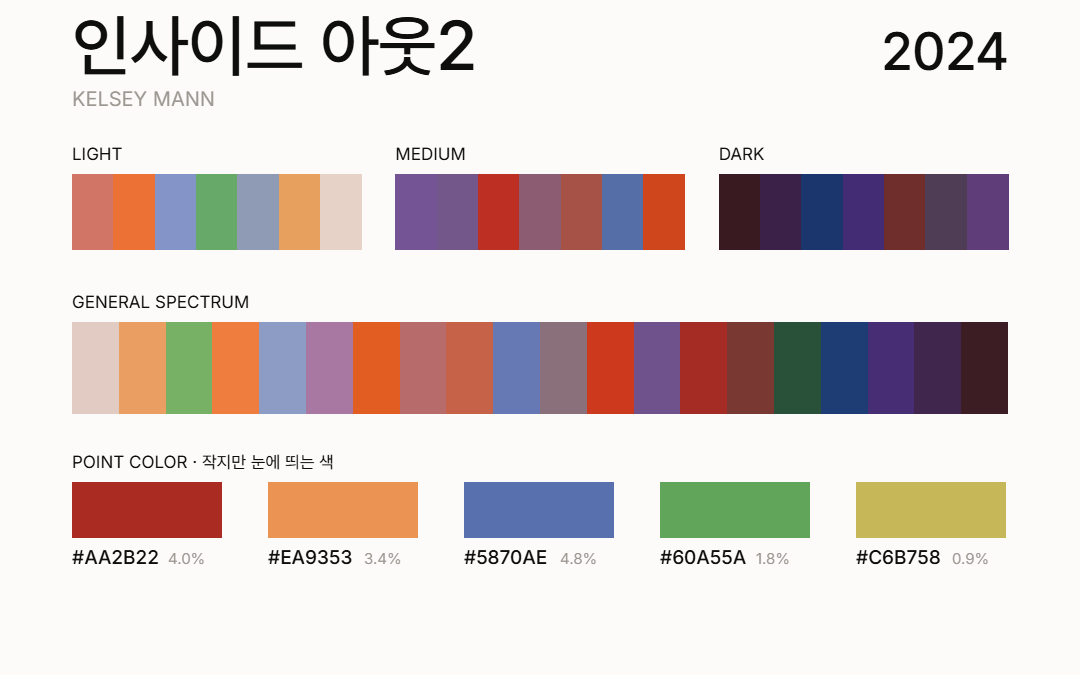 인사이드 아웃2 2024
KELSEY MANN
LIGHT MEDIUM DARK
GENERAL SPECTRUM
POINT COLOR · 작지만 눈에 띄는 색
#AA2B22 4.0% #EA9353 3.4% #5870AE 4.8% #60A55A 1.8% #C6B758 0.9%